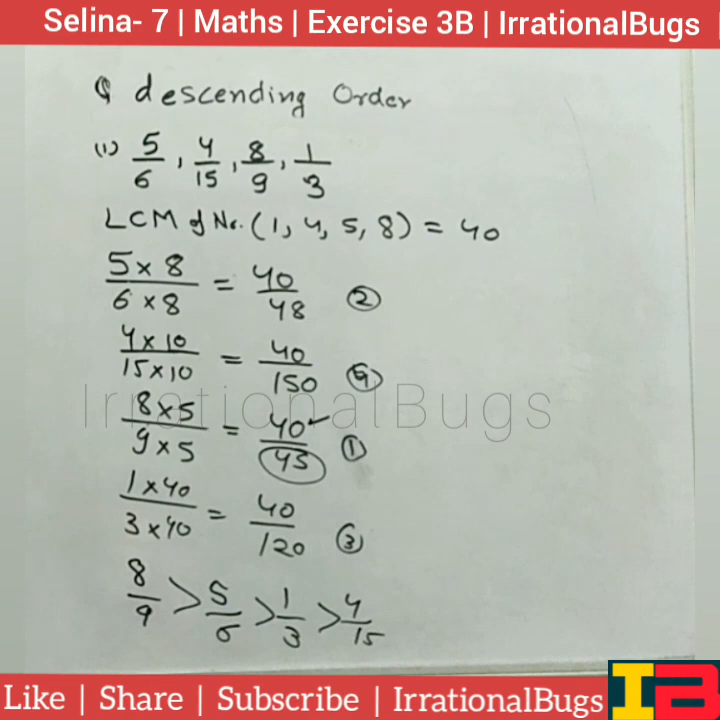 Selina- 7 | Maths | Exercise 3B | IrrationalBugs
Q descending Order
(i) 5/6, 4/15, 8/9, 1/3
LCM of Nr. (1, 4, 5, 8) = 40
5 x 8 / 6 x 8 = 40/48 ②
4 x 10 / 15 x 10 = 40/150 ④
IrrationalBugs
8 x 5 / 9 x 5 = 40/45 ①
1 x 40 / 3 x 40 = 40/120 ③
8/9 > 5/6 > 1/3 > 4/15
Like | Share | Subscribe | IrrationalBugs
IB